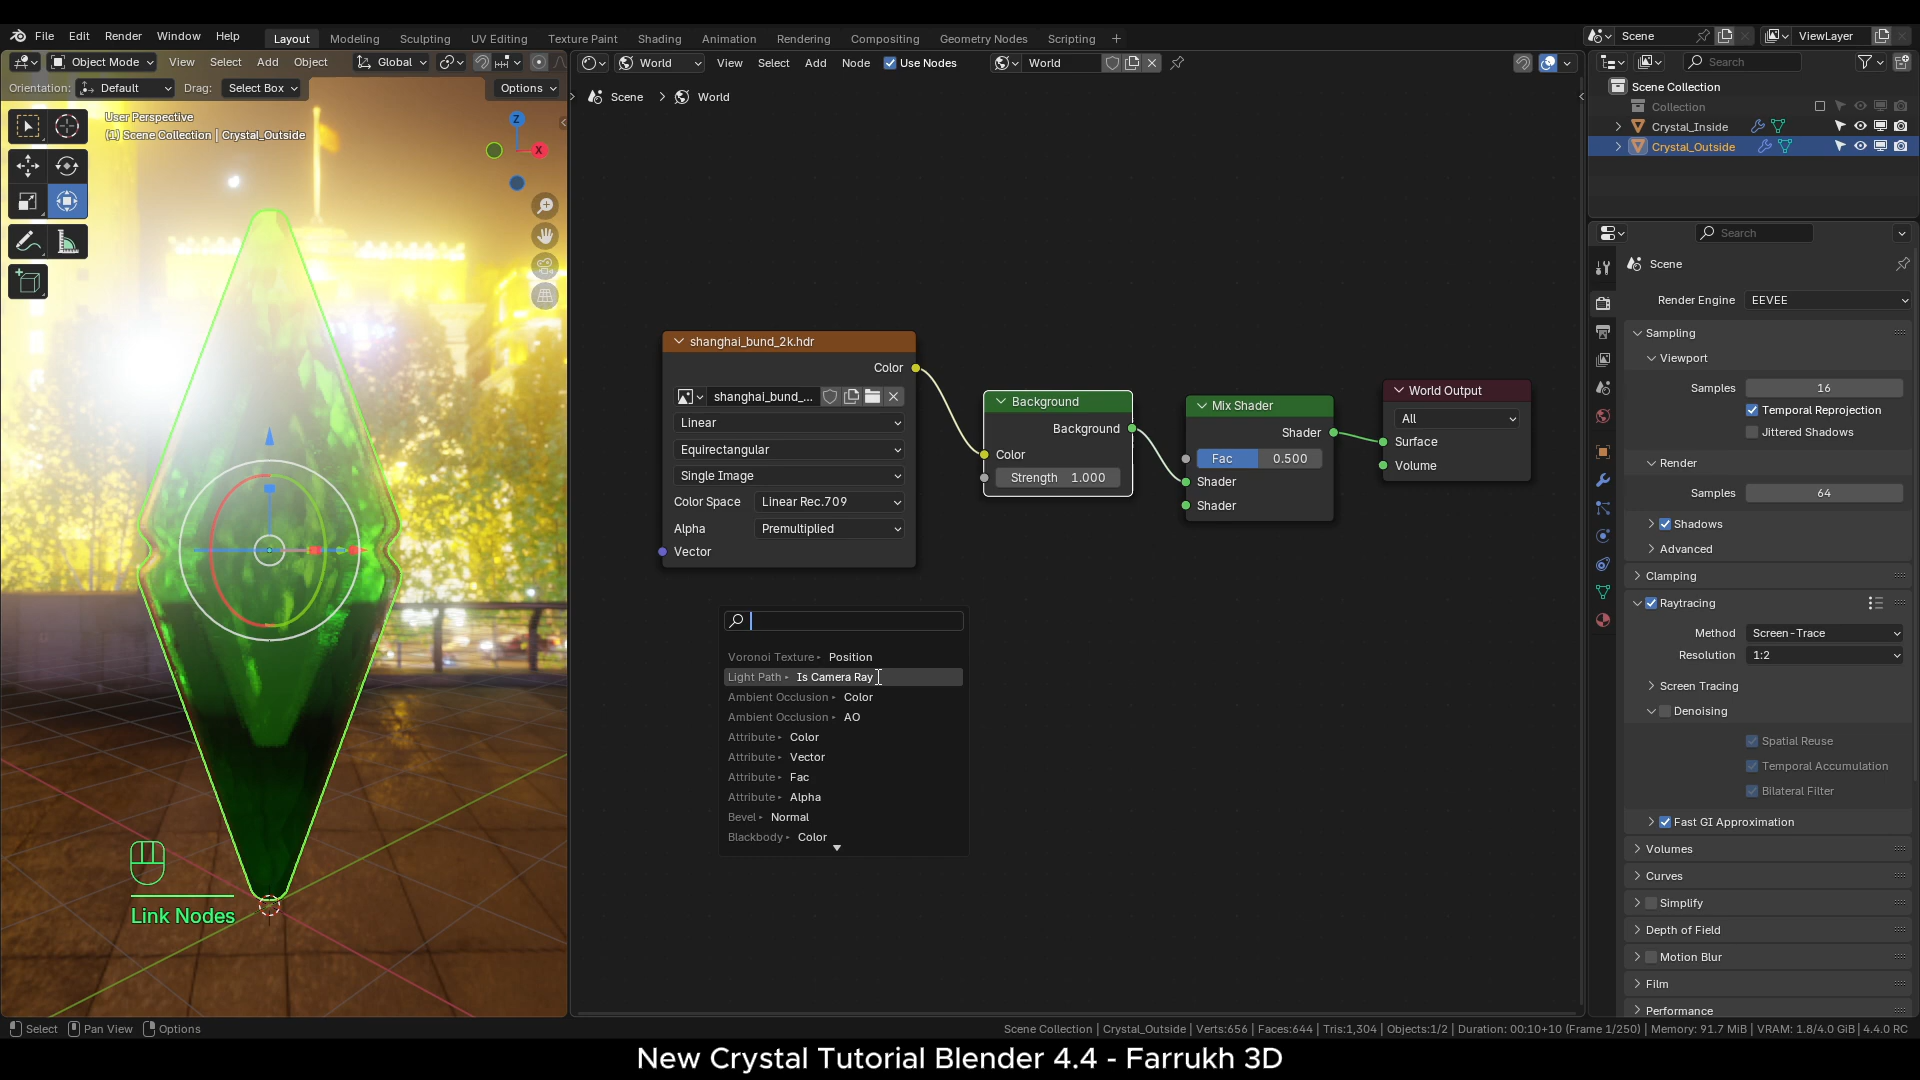 File Edit Render Window Help
Layout Modeling Sculpting UV Editing Texture Paint Shading Animation Rendering Compositing Geometry Nodes Scripting +
Scene
ViewLayer
Object Mode View Select Add Object Global
World View Select Add Node Use Nodes World
Search
Orientation: Default Drag: Select Box Options
Scene > World
User Perspective
(1) Scene Collection | Crystal_Outside
Z
X
Scene Collection
Collection
Crystal_Inside
Crystal_Outside
Search
Scene
Render Engine EEVEE
Sampling
Viewport
Samples 16
Temporal Reprojection
Jittered Shadows
Render
Samples 64
Shadows
Advanced
Clamping
Raytracing
Method Screen-Trace
Resolution 1:2
Screen Tracing
Denoising
Spatial Reuse
Temporal Accumulation
Bilateral Filter
Fast GI Approximation
Volumes
Curves
Simplify
Depth of Field
Motion Blur
Film
Performance
shanghai_bund_2k.hdr
Color
shanghai_bund_...
Linear
Equirectangular
Single Image
Color Space Linear Rec.709
Alpha Premultiplied
Vector
Background
Background
Color
Strength 1.000
Mix Shader
Shader
Fac 0.500
Shader
Shader
World Output
All
Surface
Volume
Voronoi Texture ▸ Position
Light Path ▸ Is Camera Ray
Ambient Occlusion ▸ Color
Ambient Occlusion ▸ AO
Attribute ▸ Color
Attribute ▸ Vector
Attribute ▸ Fac
Attribute ▸ Alpha
Bevel ▸ Normal
Blackbody ▸ Color
Link Nodes
Select Pan View Options
Scene Collection | Crystal_Outside | Verts:656 | Faces:644 | Tris:1,304 | Objects:1/2 | Duration: 00:10+10 (Frame 1/250) | Memory: 91.7 MiB | VRAM: 1.8/4.0 GiB | 4.4.0 RC
New Crystal Tutorial Blender 4.4 - Farrukh 3D